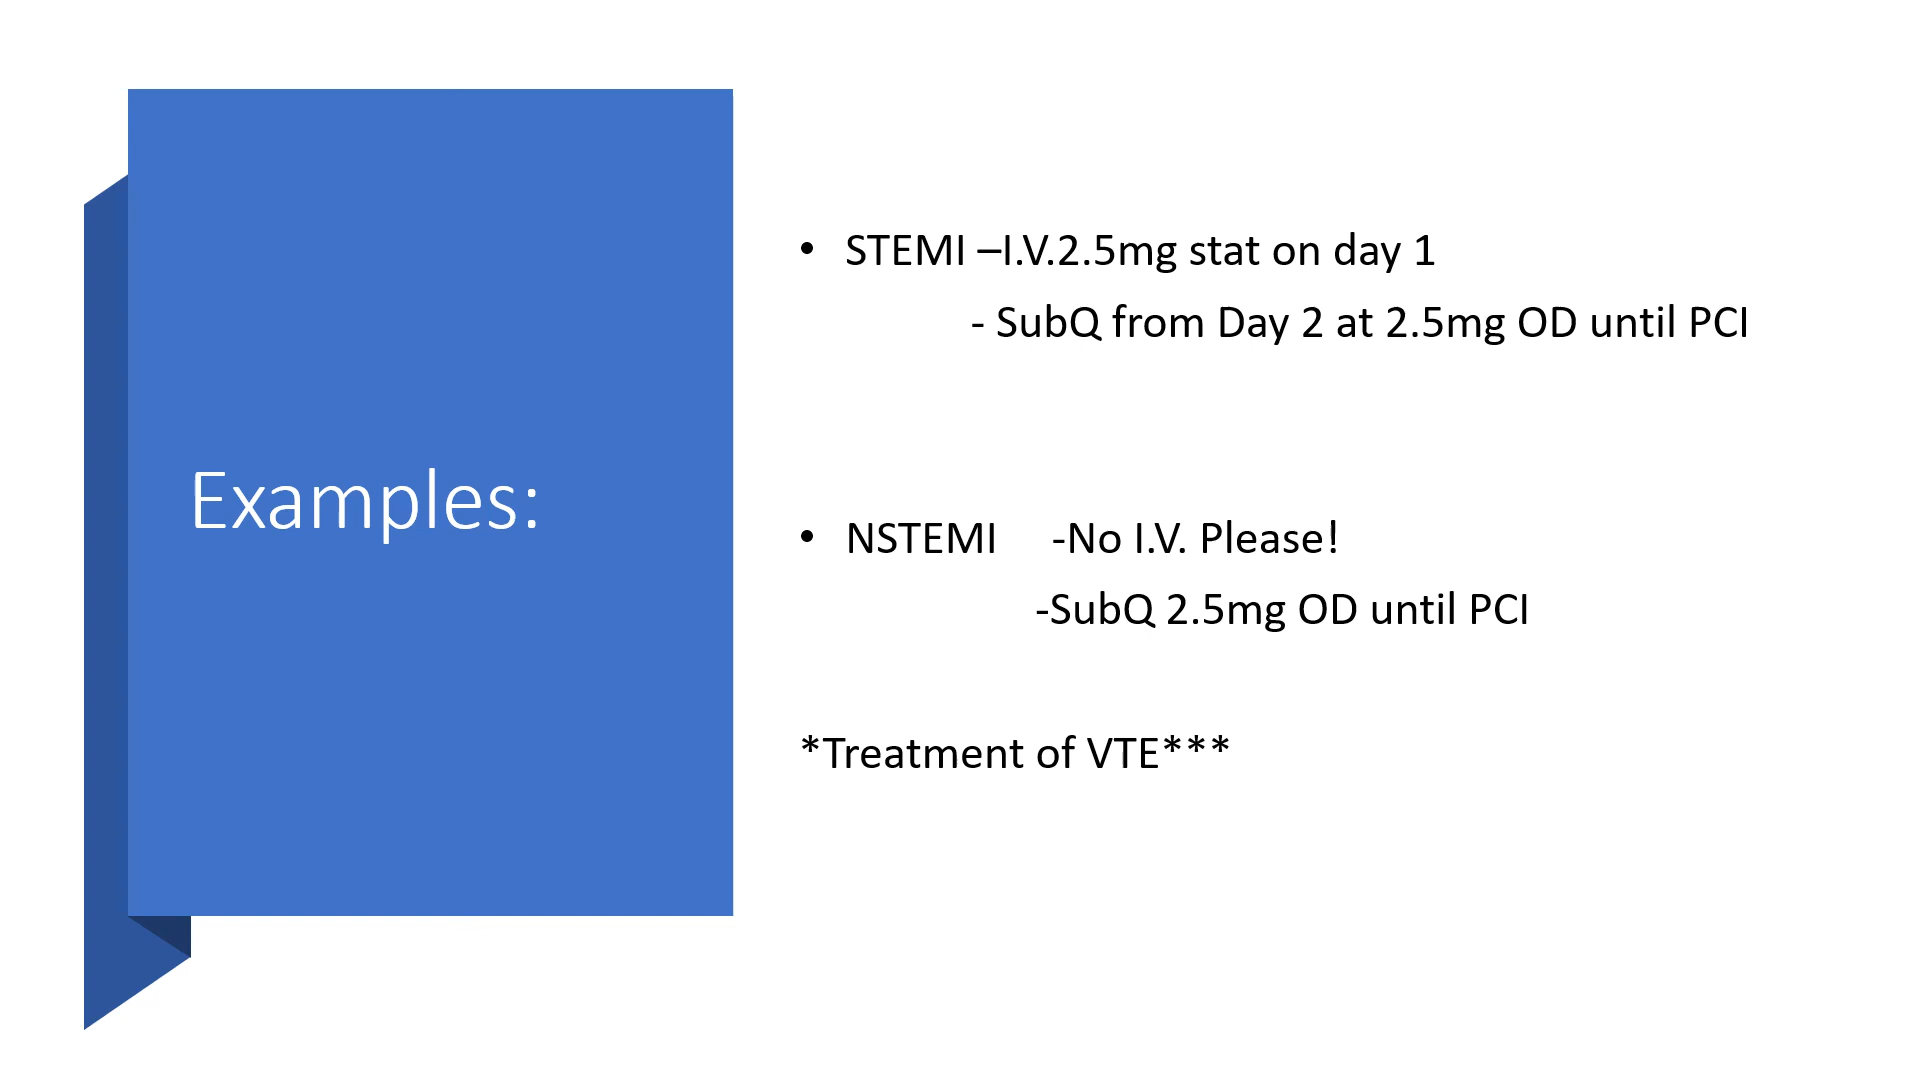 Examples:
• STEMI –I.V.2.5mg stat on day 1
- SubQ from Day 2 at 2.5mg OD until PCI
• NSTEMI -No I.V. Please!
-SubQ 2.5mg OD until PCI
*Treatment of VTE***